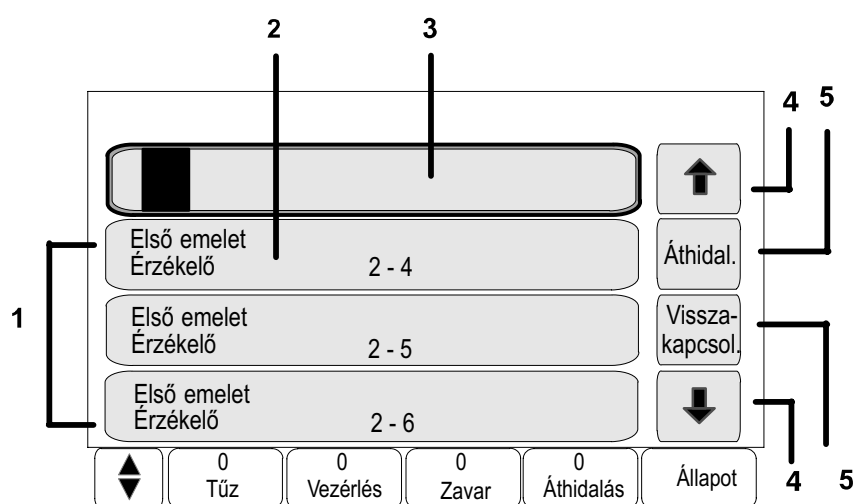 2 3
4 5
Első emelet
Érzékelő 2 - 4
Áthidal.
1
Első emelet
Érzékelő 2 - 5
Vissza-
kapcsol.
Első emelet
Érzékelő 2 - 6
0
Tűz
0
Vezérlés
0
Zavar
0
Áthidalás
Állapot
4 5